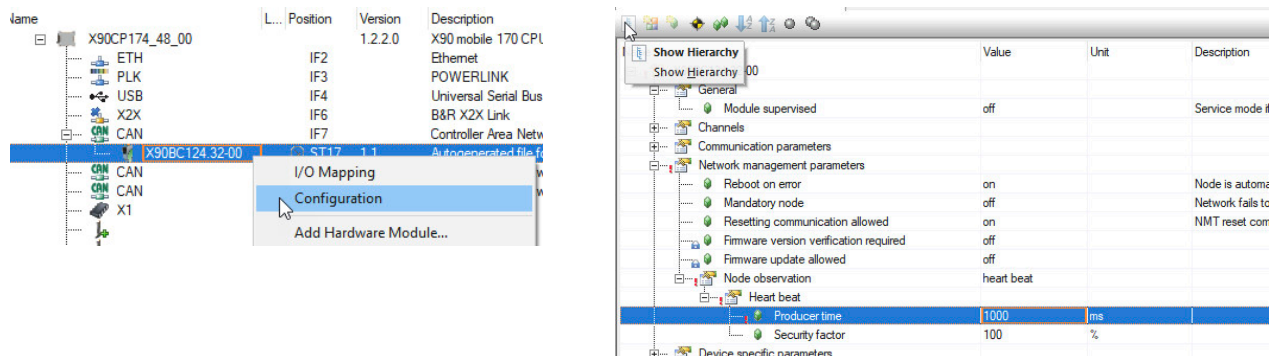 Name L... Position Version Description
X90CP174_48_00 1.2.2.0 X90 mobile 170 CPU
ETH IF2 Ethernet
PLK IF3 POWERLINK
USB IF4 Universal Serial Bus
X2X IF6 B&R X2X Link
CAN IF7 Controller Area Netw
X90BC124.32-00 ST17 1.1 Autogenerated file fo
CAN
CAN
X1
I/O Mapping
Configuration
Add Hardware Module...
Value Unit Description
Show Hierarchy
Show Hierarchy
-00
General
Module supervised off Service mode if
Channels
Communication parameters
Network management parameters
Reboot on error on Node is automa
Mandatory node off Network fails to
Resetting communication allowed on NMT reset com
Firmware version verification required off
Firmware update allowed off
Node observation heart beat
Heart beat
Producer time 1000 ms
Security factor 100 %
Device specific parameters